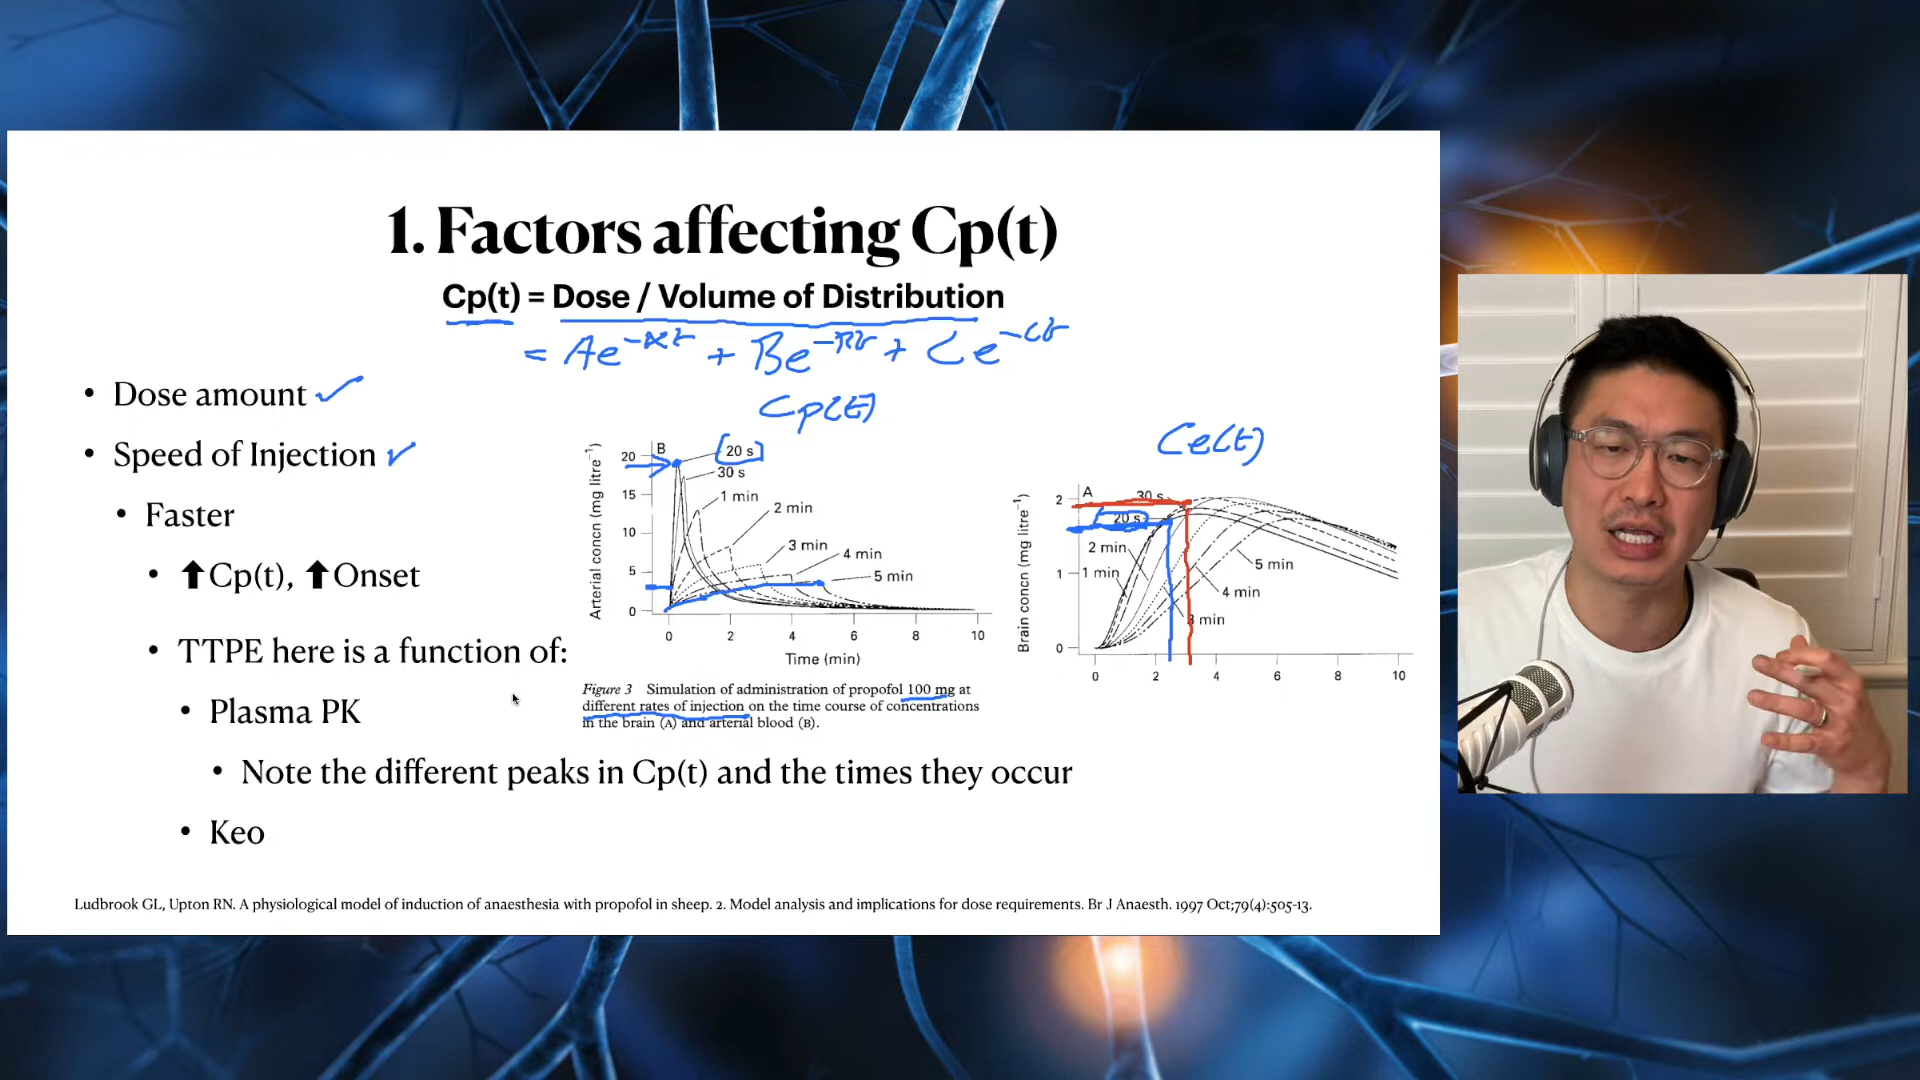 1. Factors affecting Cp(t)
Cp(t) = Dose / Volume of Distribution
= Ae + Be + Ce
• Dose amount
Cp(t)
• Speed of Injection
Ce(t)
• Faster
• ⬆Cp(t), ⬆Onset
• TTPE here is a function of:
• Plasma PK
• Note the different peaks in Cp(t) and the times they occur
• Keo
Arterial concn (mg litre⁻¹)
B
20
15
10
5
0
20 s
30 s
1 min
2 min
3 min
4 min
5 min
0 2 4 6 8 10
Time (min)
Brain concn (mg litre⁻¹)
A
2
1
0
30 s
20 s
2 min
1 min
5 min
4 min
3 min
0 2 4 6 8 10
Figure 3 Simulation of administration of propofol 100 mg at
different rates of injection on the time course of concentrations
in the brain (A) and arterial blood (B).
Ludbrook GL, Upton RN. A physiological model of induction of anaesthesia with propofol in sheep. 2. Model analysis and implications for dose requirements. Br J Anaesth. 1997 Oct;79(4):505-13.